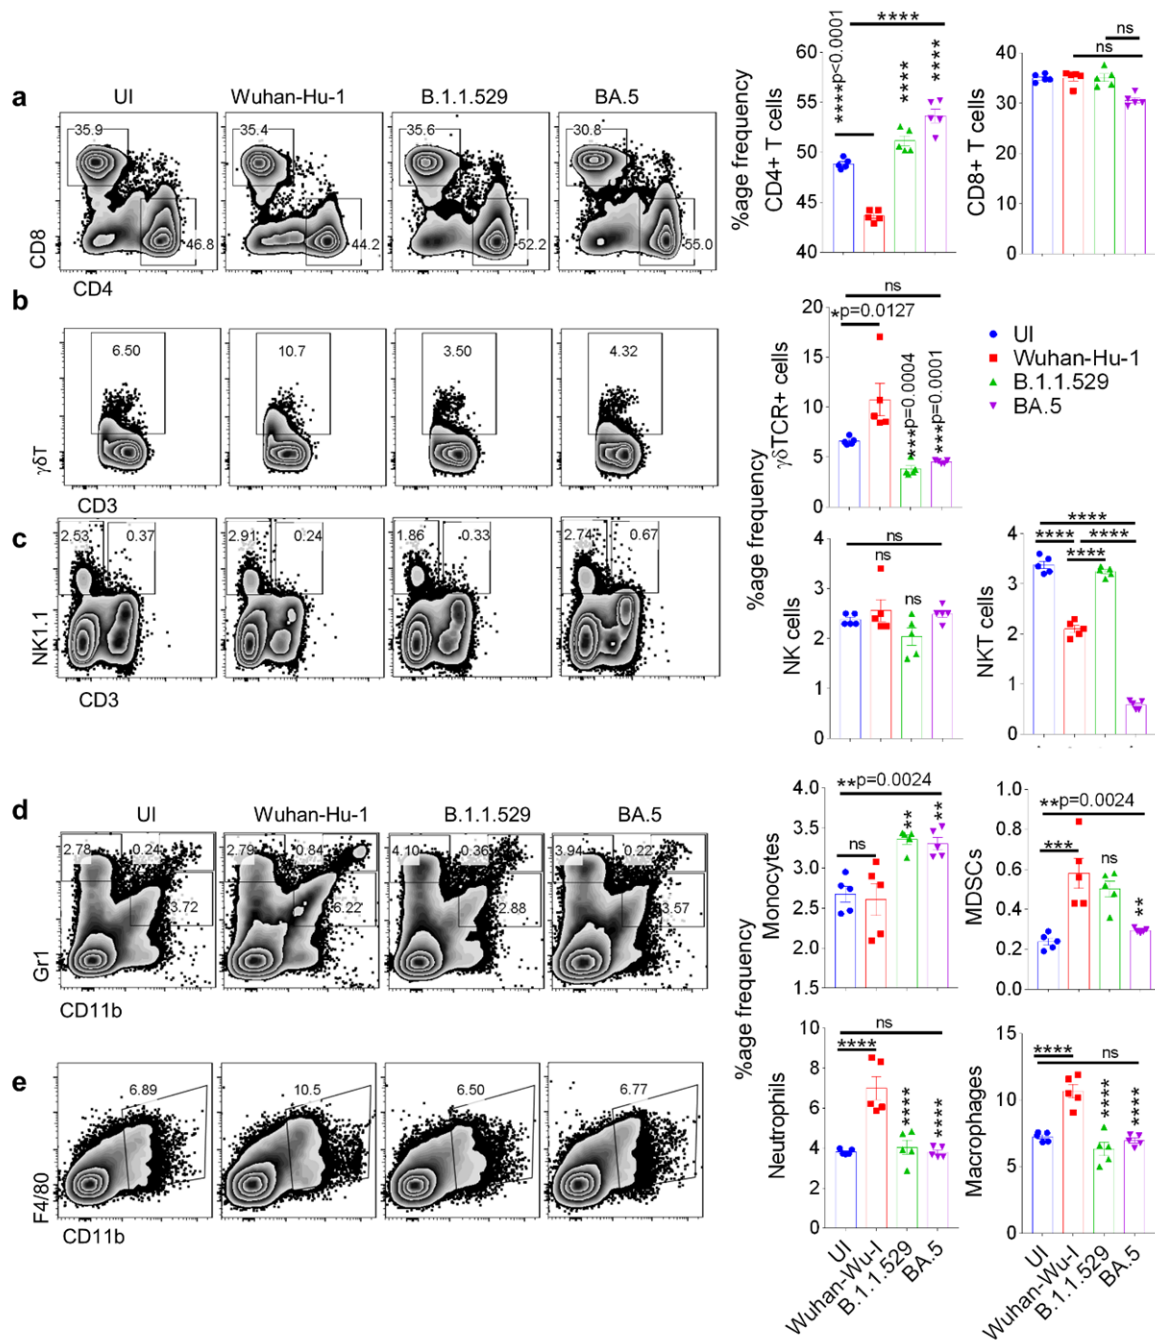 a
UI
Wuhan-Hu-1
B.1.1.529
BA.5
35.9
46.8
35.4
44.2
35.6
52.2
30.8
55.0
CD8
CD4
%age frequency
CD4+ T cells
60
55
50
45
40
****p<0.0001
****
****
****
CD8+ T cells
40
30
20
10
0
ns
ns
b
6.50
10.7
3.50
4.32
γδT
CD3
%age frequency
γδTCR+ cells
20
15
10
5
0
ns
*p=0.0127
***p=0.0004
***p=0.0001
UI
Wuhan-Hu-1
B.1.1.529
BA.5
c
2.53
0.37
2.91
0.24
1.86
0.33
2.74
0.67
NK1.1
CD3
NK cells
4
3
2
1
0
ns
ns
ns
NKT cells
4
3
2
1
0
****
****
****
****
d
UI
Wuhan-Hu-1
B.1.1.529
BA.5
2.78
0.24
3.72
2.79
0.84
6.22
4.10
0.36
2.88
3.94
0.22
3.57
Gr1
CD11b
%age frequency
Monocytes
4.0
3.5
3.0
2.5
2.0
1.5
**p=0.0024
ns
**
**
MDSCs
1.0
0.8
0.6
0.4
0.2
0.0
**p=0.0024
***
ns
**
e
6.89
10.5
6.50
6.77
F4/80
CD11b
Neutrophils
10
8
6
4
2
0
ns
****
****
****
UI
Wuhan-Wu-I
B.1.1.529
BA.5
Macrophages
15
10
5
0
****
ns
****
****
UI
Wuhan-Wu-I
B.1.1.529
BA.5